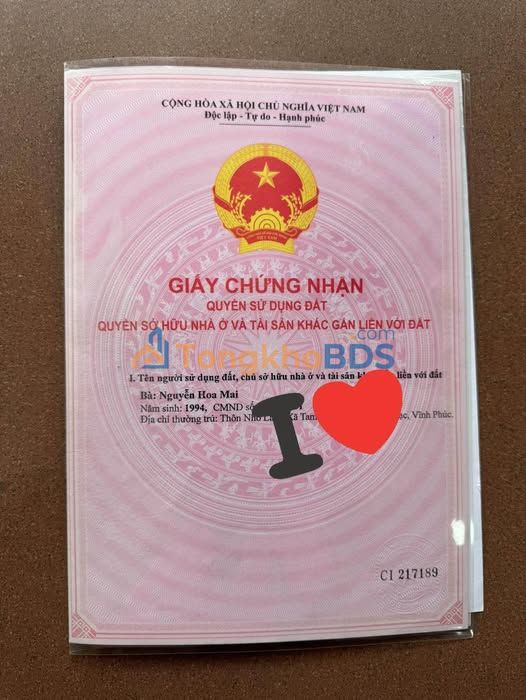 CỘNG HÒA XÃ HỘI CHỦ NGHĨA VIỆT NAM
Độc lập - Tự do - Hạnh phúc
VIỆT NAM
GIẤY CHỨNG NHẬN
QUYỀN SỬ DỤNG ĐẤT
QUYỀN SỞ HỮU NHÀ Ở VÀ TÀI SẢN KHÁC GẮN LIỀN VỚI ĐẤT
TongkhoBDS.com
I. Tên người sử dụng đất, chủ sở hữu nhà ở và tài sản liền với đất
Bà: Nguyễn Hoa Mai
Năm sinh: 1994, CMND số
Địa chỉ thường trú: Thôn Nho Xã Vĩnh Phúc.
I
CI 217189